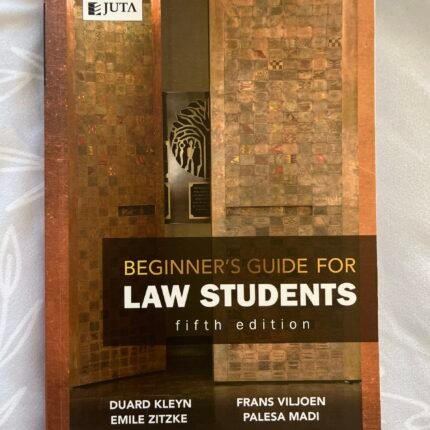 JUTA
BEGINNER'S GUIDE FOR
LAW STUDENTS
fifth edition
DUARD KLEYN
EMILE ZITZKE
FRANS VILJOEN
PALESA MADI